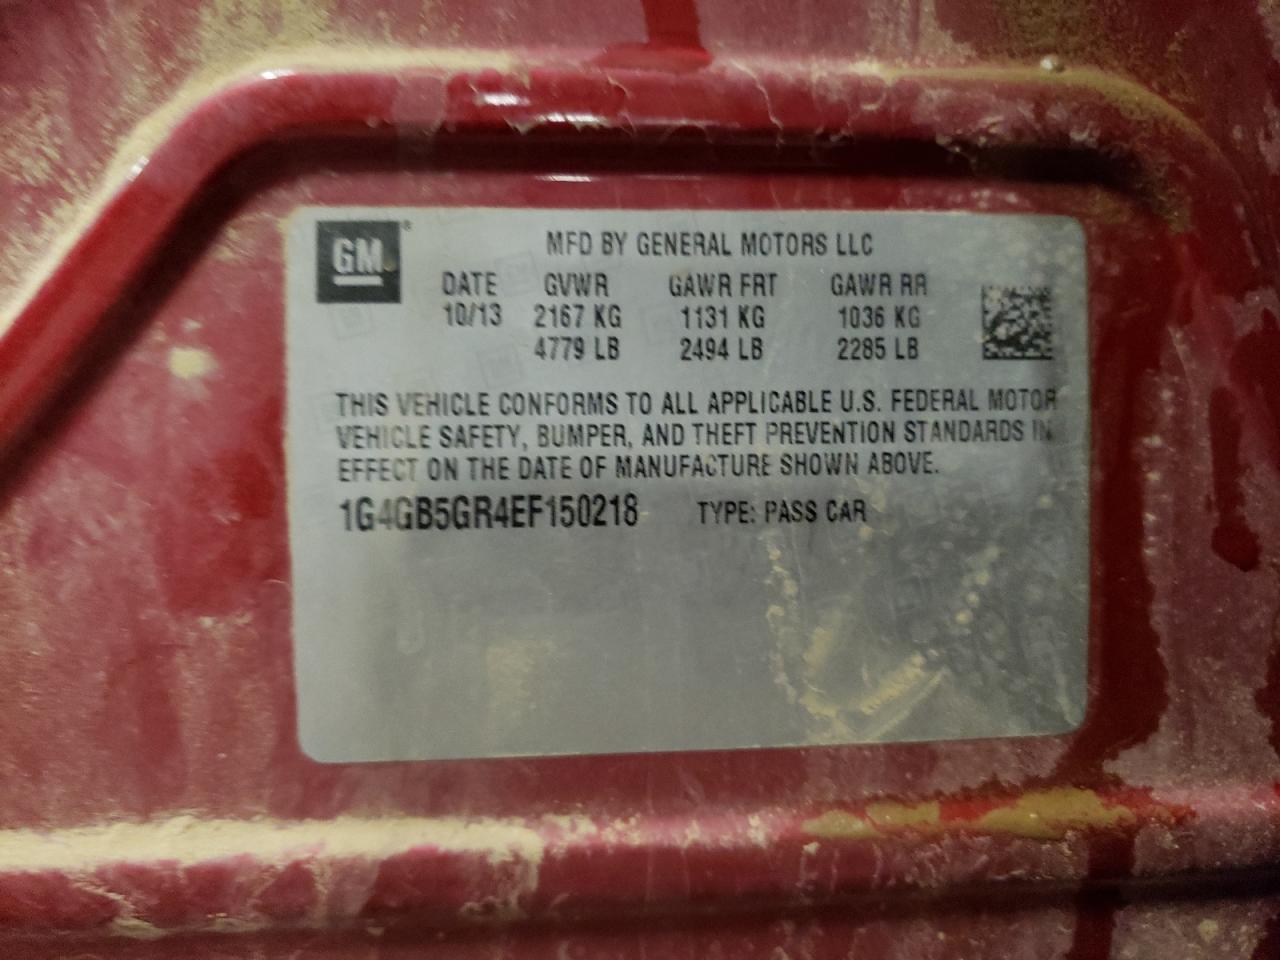 GM®
MFD BY GENERAL MOTORS LLC
DATE GVWR GAWR FRT GAWR RR
10/13 2167 KG 1131 KG 1036 KG
4779 LB 2494 LB 2285 LB
THIS VEHICLE CONFORMS TO ALL APPLICABLE U.S. FEDERAL MOTOR
VEHICLE SAFETY, BUMPER, AND THEFT PREVENTION STANDARDS IN
EFFECT ON THE DATE OF MANUFACTURE SHOWN ABOVE.
1G4GB5GR4EF150218 TYPE: PASS CAR